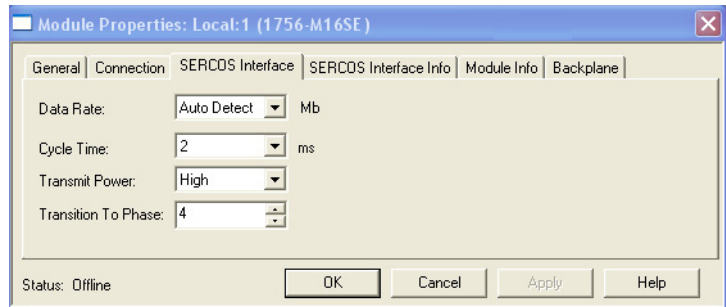 Module Properties: Local:1 (1756-M16SE)
General Connection SERCOS Interface SERCOS Interface Info Module Info Backplane
Data Rate: Auto Detect Mb
Cycle Time: 2 ms
Transmit Power: High
Transition To Phase: 4
Status: Offline OK Cancel Apply Help